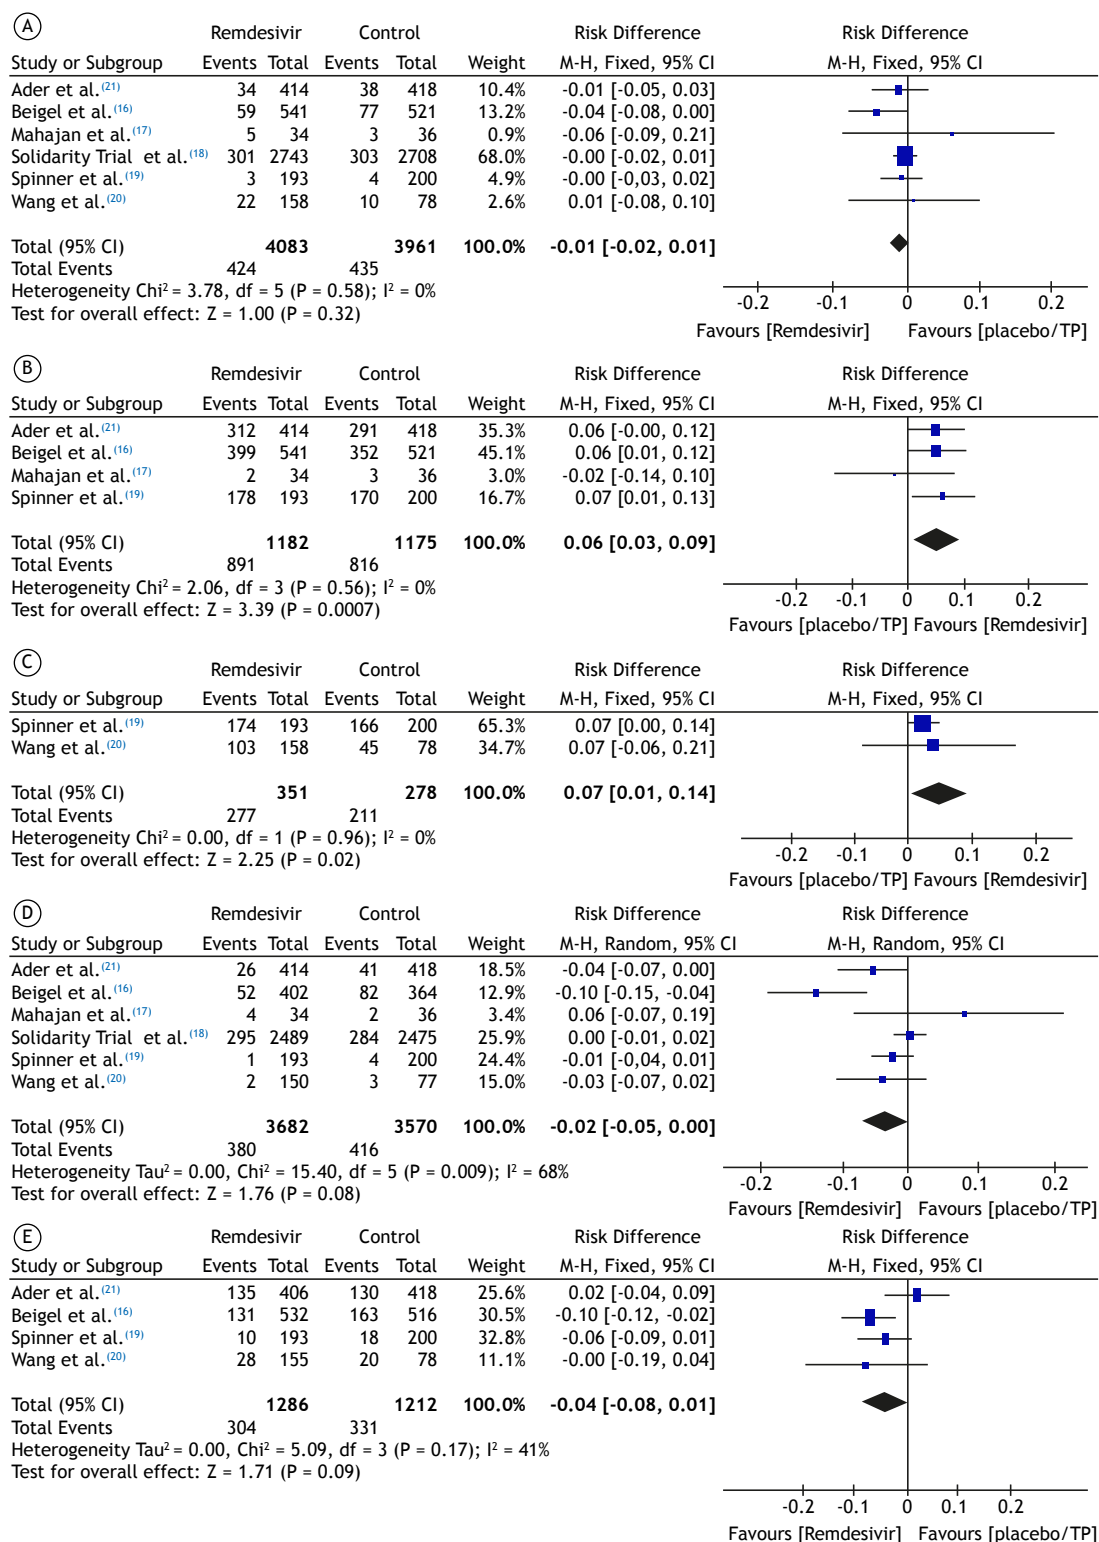 A
Remdesivir Control Risk Difference Risk Difference
Study or Subgroup Events Total Events Total Weight M-H, Fixed, 95% CI M-H, Fixed, 95% CI
Ader et al.(21) 34 414 38 418 10.4% -0.01 [-0.05, 0.03]
Beigel et al.(16) 59 541 77 521 13.2% -0.04 [-0.08, 0.00]
Mahajan et al.(17) 5 34 3 36 0.9% -0.06 [-0.09, 0.21]
Solidarity Trial et al.(18) 301 2743 303 2708 68.0% -0.00 [-0.02, 0.01]
Spinner et al.(19) 3 193 4 200 4.9% -0.00 [-0,03, 0.02]
Wang et al.(20) 22 158 10 78 2.6% 0.01 [-0.08, 0.10]
Total (95% CI) 4083 3961 100.0% -0.01 [-0.02, 0.01]
Total Events 424 435
Heterogeneity Chi² = 3.78, df = 5 (P = 0.58); I² = 0%
Test for overall effect: Z = 1.00 (P = 0.32)
-0.2 -0.1 0 0.1 0.2
Favours [Remdesivir] Favours [placebo/TP]
B
Remdesivir Control Risk Difference Risk Difference
Study or Subgroup Events Total Events Total Weight M-H, Fixed, 95% CI M-H, Fixed, 95% CI
Ader et al.(21) 312 414 291 418 35.3% 0.06 [-0.00, 0.12]
Beigel et al.(16) 399 541 352 521 45.1% 0.06 [0.01, 0.12]
Mahajan et al.(17) 2 34 3 36 3.0% -0.02 [-0.14, 0.10]
Spinner et al.(19) 178 193 170 200 16.7% 0.07 [0.01, 0.13]
Total (95% CI) 1182 1175 100.0% 0.06 [0.03, 0.09]
Total Events 891 816
Heterogeneity Chi² = 2.06, df = 3 (P = 0.56); I² = 0%
Test for overall effect: Z = 3.39 (P = 0.0007)
-0.2 -0.1 0 0.1 0.2
Favours [placebo/TP] Favours [Remdesivir]
C
Remdesivir Control Risk Difference Risk Difference
Study or Subgroup Events Total Events Total Weight M-H, Fixed, 95% CI M-H, Fixed, 95% CI
Spinner et al.(19) 174 193 166 200 65.3% 0.07 [0.00, 0.14]
Wang et al.(20) 103 158 45 78 34.7% 0.07 [-0.06, 0.21]
Total (95% CI) 351 278 100.0% 0.07 [0.01, 0.14]
Total Events 277 211
Heterogeneity Chi² = 0.00, df = 1 (P = 0.96); I² = 0%
Test for overall effect: Z = 2.25 (P = 0.02)
-0.2 -0.1 0 0.1 0.2
Favours [placebo/TP] Favours [Remdesivir]
D
Remdesivir Control Risk Difference Risk Difference
Study or Subgroup Events Total Events Total Weight M-H, Random, 95% CI M-H, Random, 95% CI
Ader et al.(21) 26 414 41 418 18.5% -0.04 [-0.07, 0.00]
Beigel et al.(16) 52 402 82 364 12.9% -0.10 [-0.15, -0.04]
Mahajan et al.(17) 4 34 2 36 3.4% 0.06 [-0.07, 0.19]
Solidarity Trial et al.(18) 295 2489 284 2475 25.9% 0.00 [-0.01, 0.02]
Spinner et al.(19) 1 193 4 200 24.4% -0.01 [-0,04, 0.01]
Wang et al.(20) 2 150 3 77 15.0% -0.03 [-0.07, 0.02]
Total (95% CI) 3682 3570 100.0% -0.02 [-0.05, 0.00]
Total Events 380 416
Heterogeneity Tau² = 0.00, Chi² = 15.40, df = 5 (P = 0.009); I² = 68%
Test for overall effect: Z = 1.76 (P = 0.08)
-0.2 -0.1 0 0.1 0.2
Favours [Remdesivir] Favours [placebo/TP]
E
Remdesivir Control Risk Difference Risk Difference
Study or Subgroup Events Total Events Total Weight M-H, Fixed, 95% CI M-H, Fixed, 95% CI
Ader et al.(21) 135 406 130 418 25.6% 0.02 [-0.04, 0.09]
Beigel et al.(16) 131 532 163 516 30.5% -0.10 [-0.12, -0.02]
Spinner et al.(19) 10 193 18 200 32.8% -0.06 [-0.09, 0.01]
Wang et al.(20) 28 155 20 78 11.1% -0.00 [-0.19, 0.04]
Total (95% CI) 1286 1212 100.0% -0.04 [-0.08, 0.01]
Total Events 304 331
Heterogeneity Tau² = 0.00, Chi² = 5.09, df = 3 (P = 0.17); I² = 41%
Test for overall effect: Z = 1.71 (P = 0.09)
-0.2 -0.1 0 0.1 0.2
Favours [Remdesivir] Favours [placebo/TP]